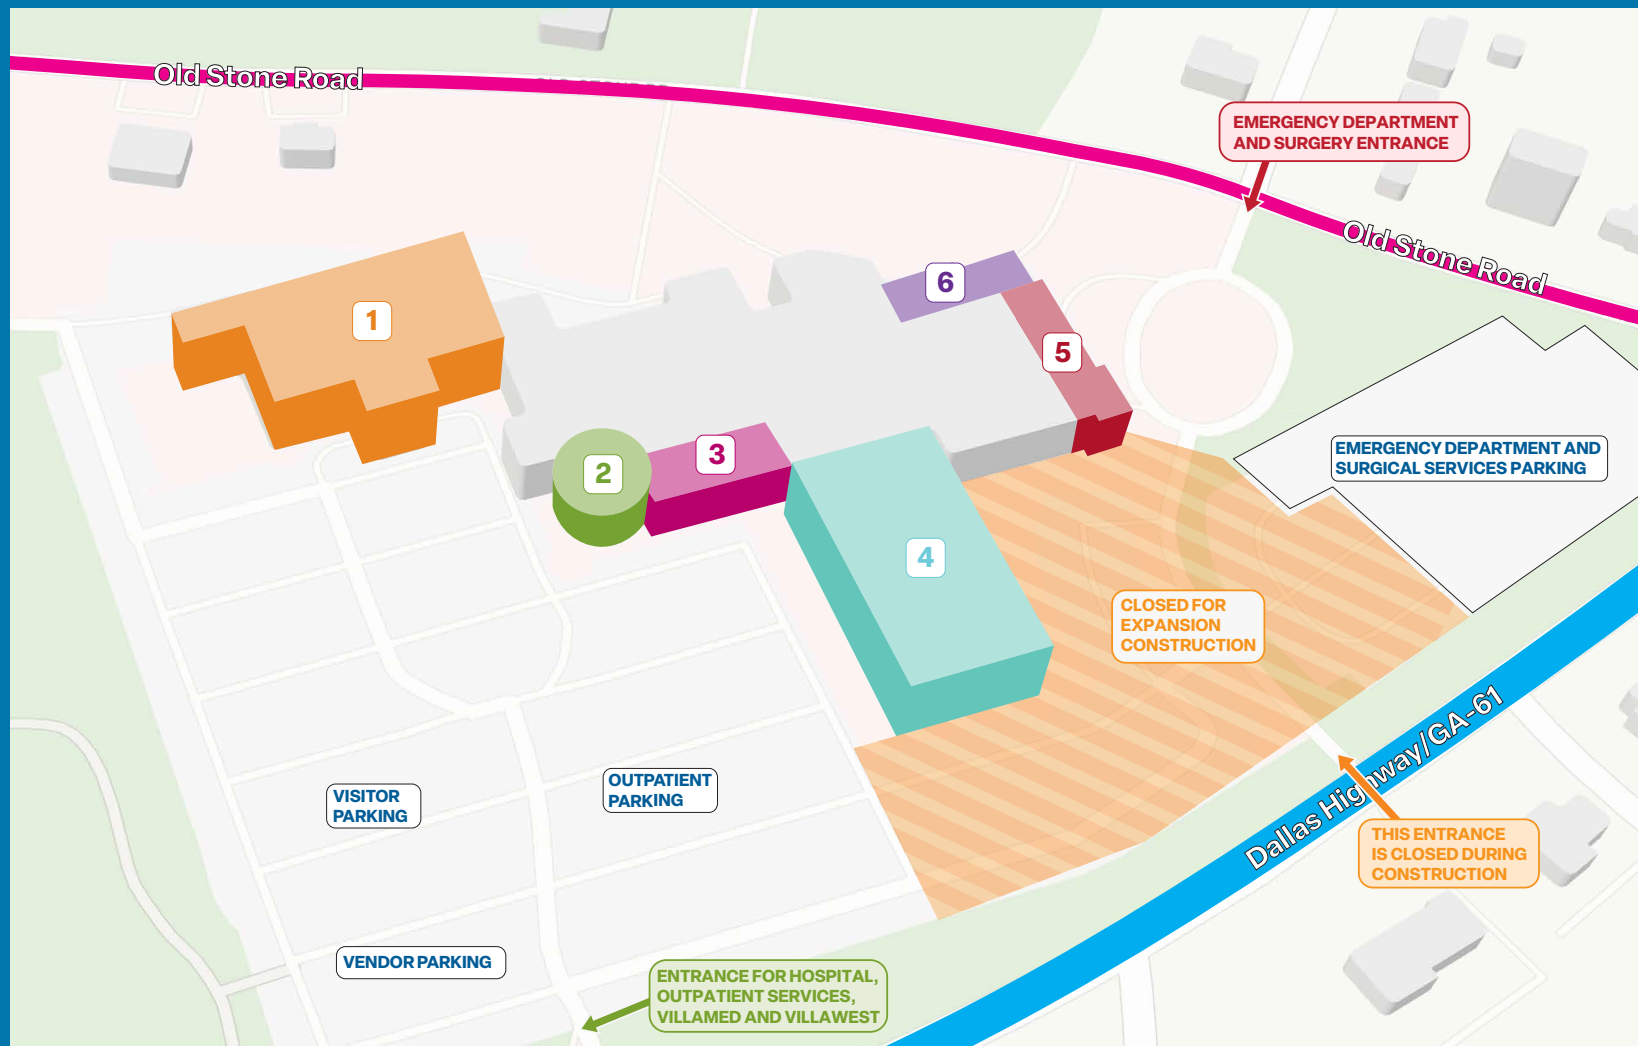 Old Stone Road
EMERGENCY DEPARTMENT
AND SURGERY ENTRANCE
Old Stone Road
6
1
5
EMERGENCY DEPARTMENT AND
SURGICAL SERVICES PARKING
3
2
4
CLOSED FOR
EXPANSION
CONSTRUCTION
Dallas Highway/GA-61
OUTPATIENT
PARKING
VISITOR
PARKING
THIS ENTRANCE
IS CLOSED DURING
CONSTRUCTION
VENDOR PARKING
ENTRANCE FOR HOSPITAL,
OUTPATIENT SERVICES,
VILLAMED AND VILLAWEST